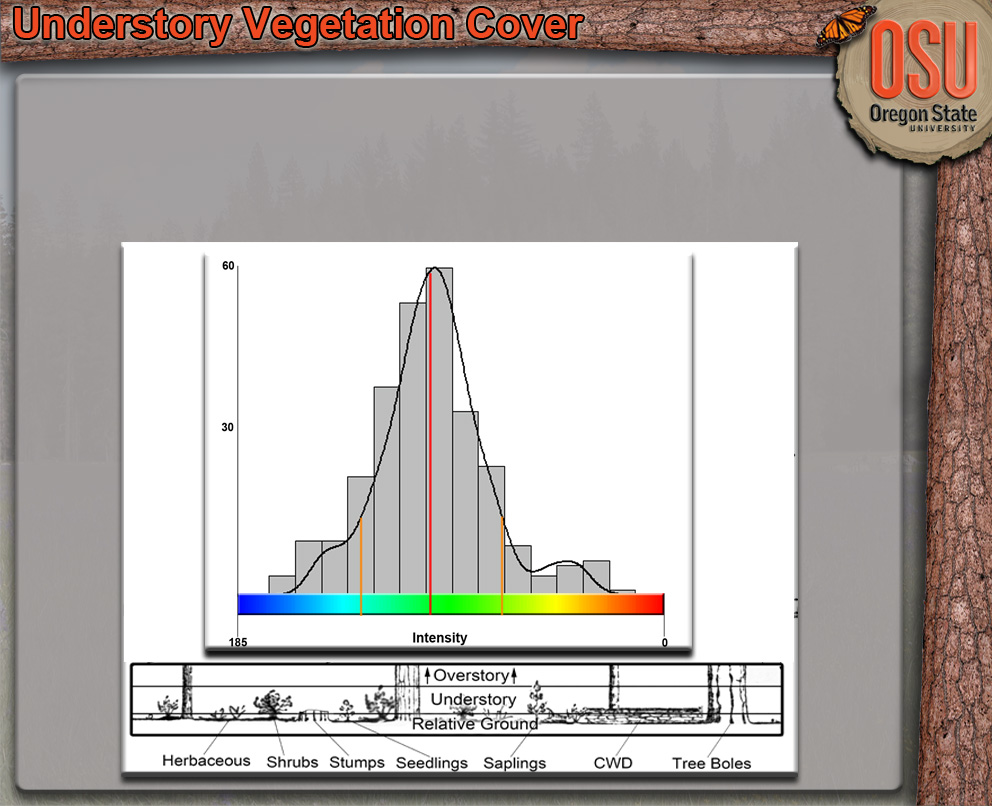 Understory Vegetation Cover
OSU
Oregon State
UNIVERSITY
60
30
185
Intensity
0
Overstory
Understory
Relative Ground
Herbaceous Shrubs Stumps Seedlings Saplings CWD Tree Boles